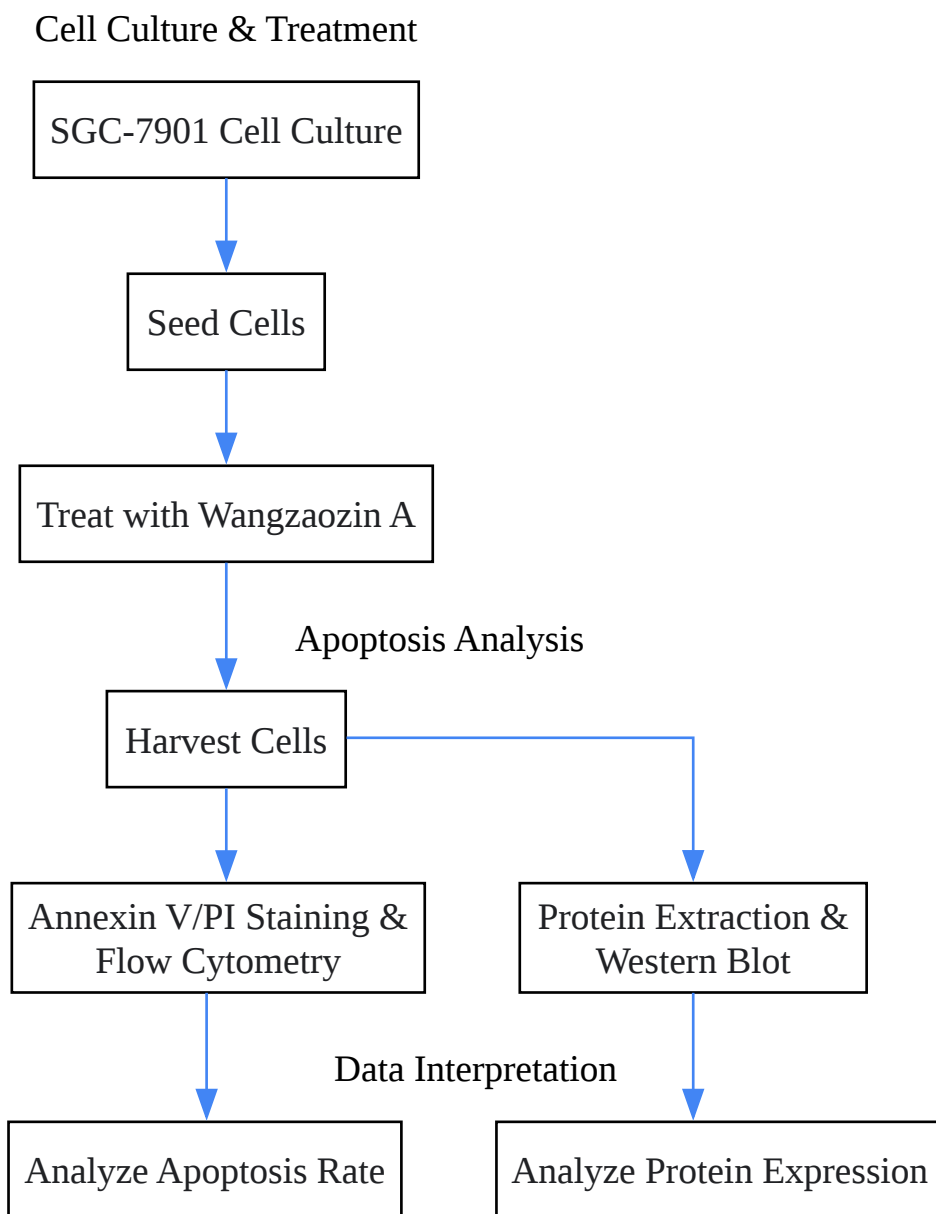 Cell Culture & Treatment
SGC-7901 Cell Culture
Seed Cells
Treat with Wangzaozin A
Apoptosis Analysis
Harvest Cells
Annexin V/PI Staining &
Flow Cytometry
Protein Extraction &
Western Blot
Data Interpretation
Analyze Apoptosis Rate
Analyze Protein Expression